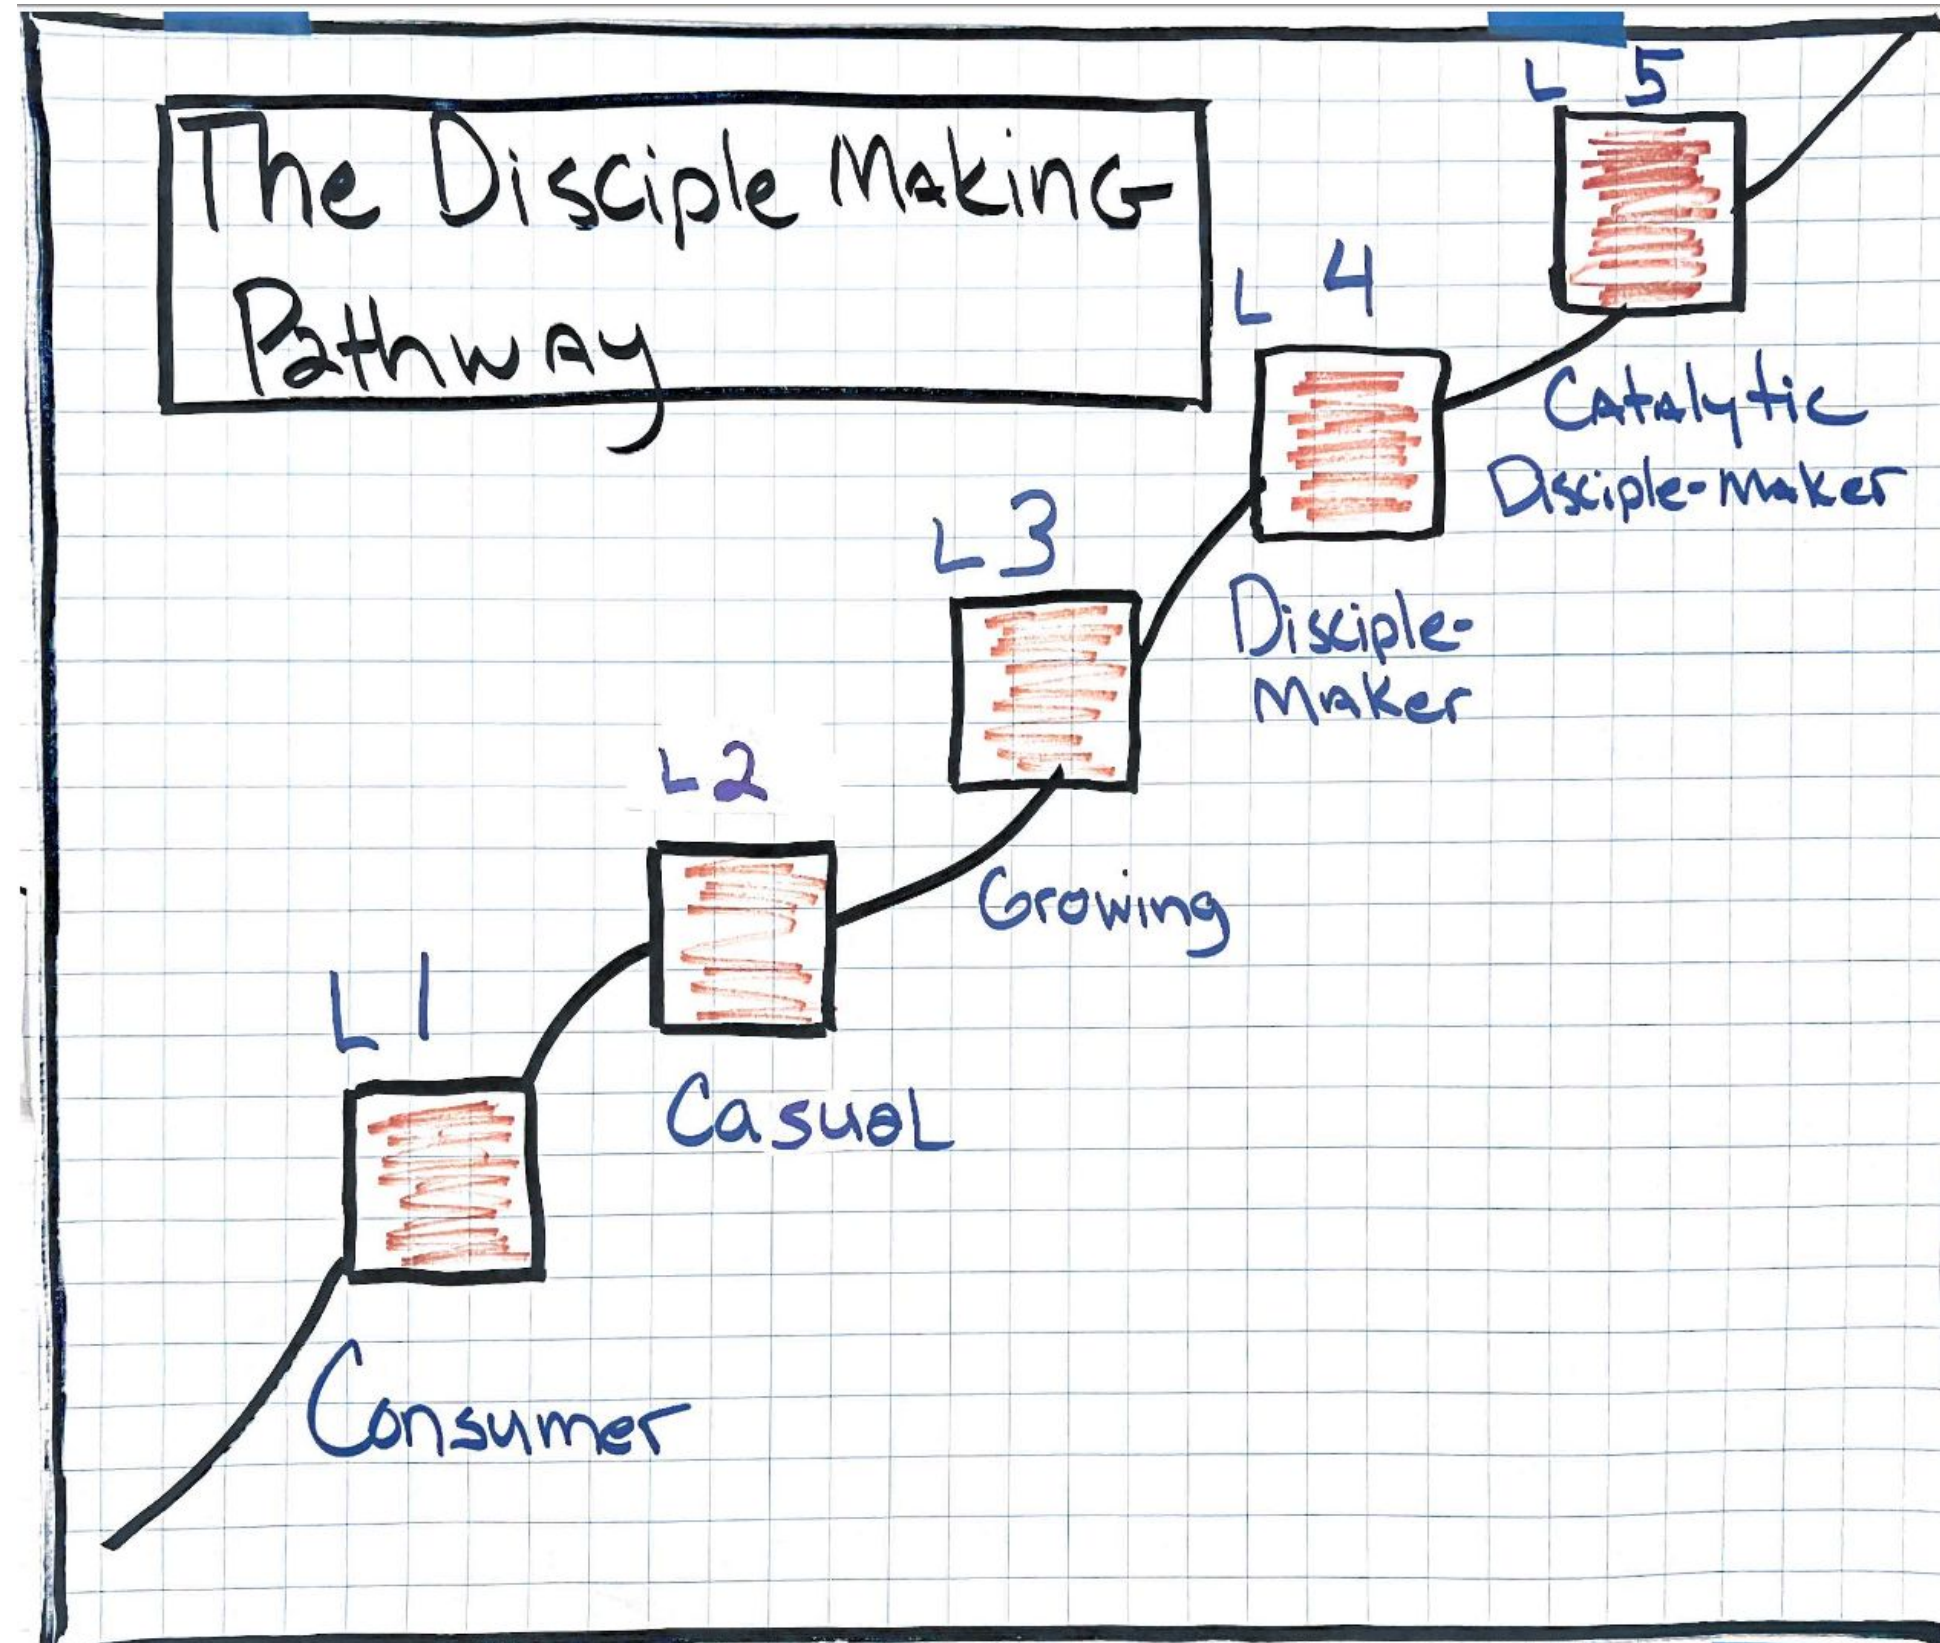 The Disciple Making
Pathway
L 5
L 4
Catalytic
Disciple-Maker
L 3
Disciple-
Maker
L 2
Growing
L 1
Casual
Consumer